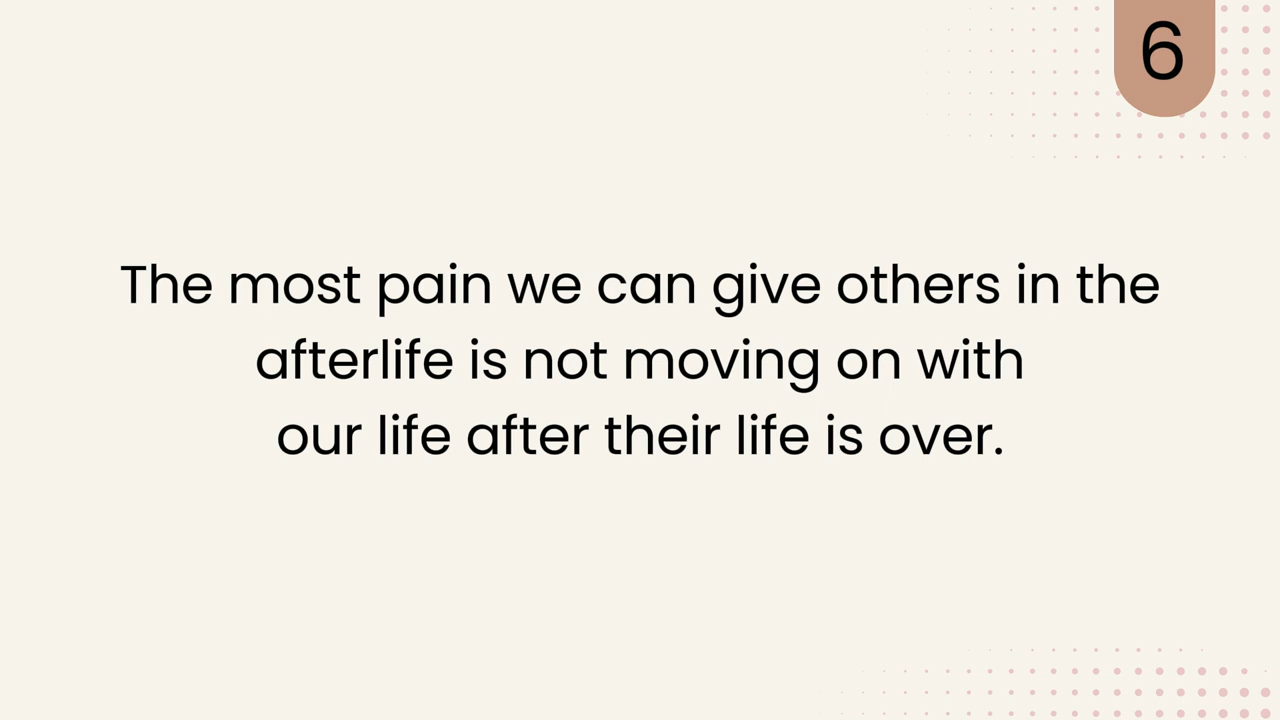 6
The most pain we can give others in the
afterlife is not moving on with
our life after their life is over.